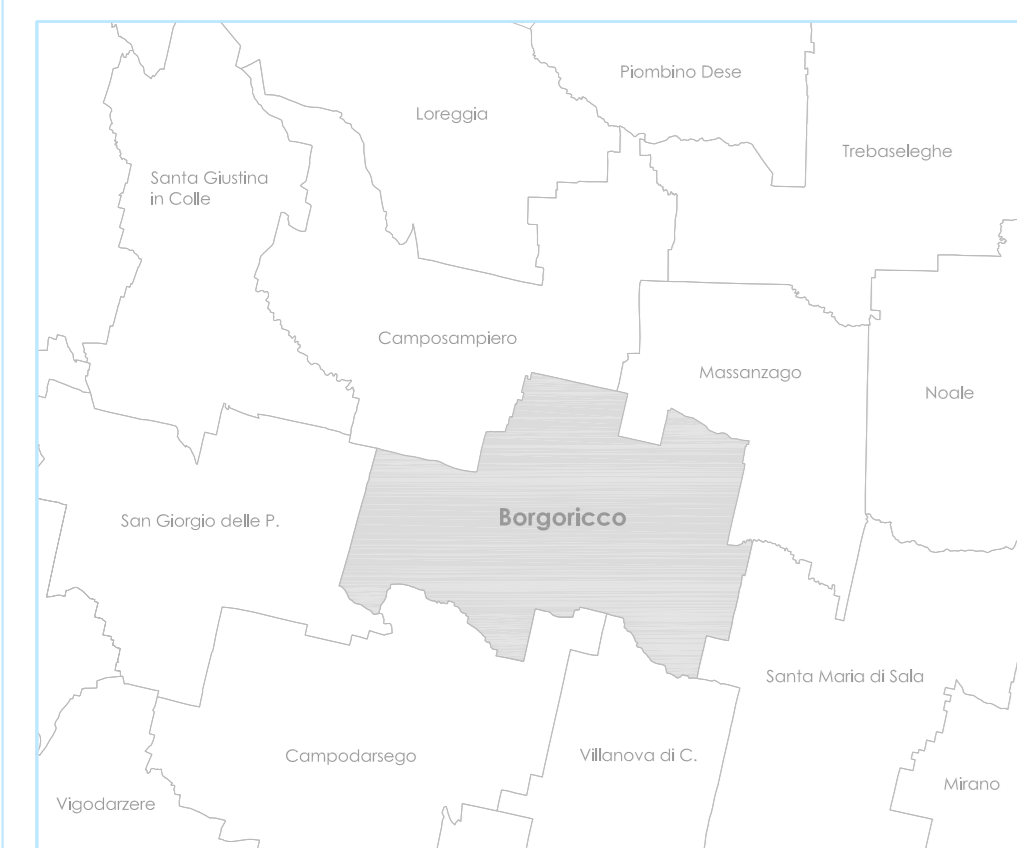 Piombino Dese
Loreggia
Trebaseleghe
Santa Giustina
in Colle
Camposampiero
Massanzago
Noale
Borgoricco
San Giorgio delle P.
Santa Maria di Sala
Campodarsego
Villanova di C.
Mirano
Vigodarzere